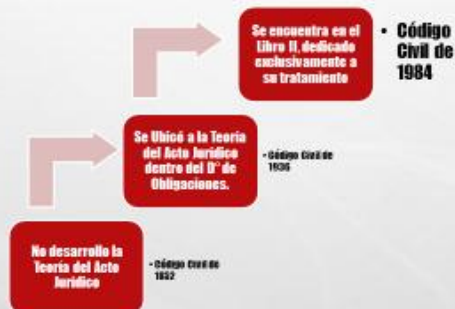 Se encuentra en el
Libro II, dedicado
exclusivamente a
su tratamiento
• Código
Civil de
1984
Se Ubicó a la Teoría
del Acto Jurídico
dentro del D° de
Obligaciones.
• Código Civil de
1936
No desarrollo la
Teoría del Acto
Jurídico
• Código Civil de
1852